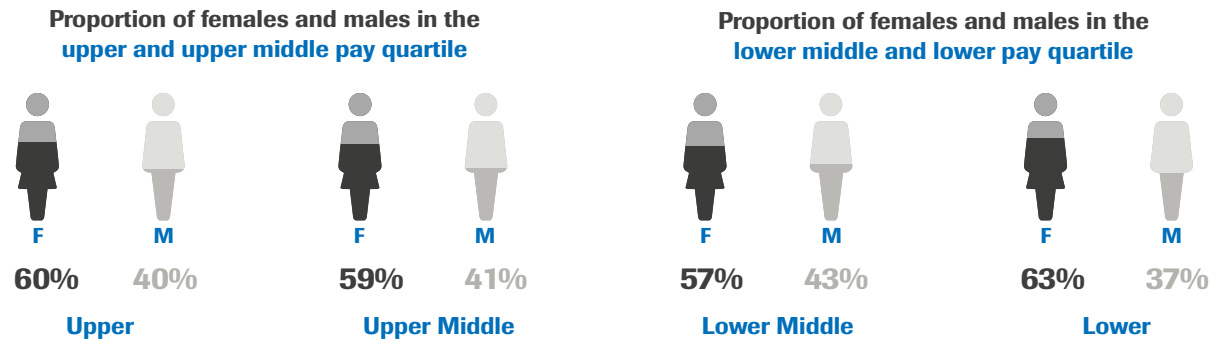 Proportion of females and males in the
upper and upper middle pay quartile
F
M
F
M
60%
40%
59%
41%
Upper
Upper Middle
Proportion of females and males in the
lower middle and lower pay quartile
F
M
F
M
57%
43%
63%
37%
Lower Middle
Lower